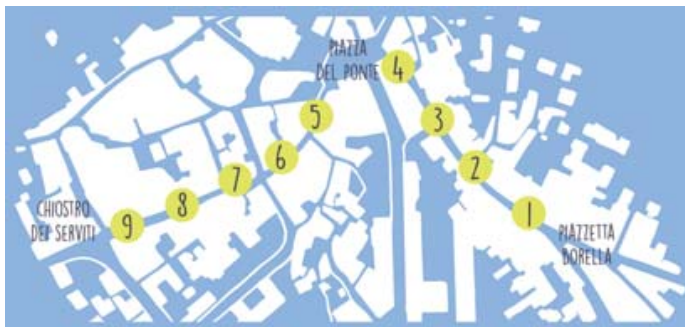 PIAZZA
DEL PONTE
4
5
3
6
2
7
8
CHIOSTRO
DEI SERVITI
9
1
PIAZZETTA
BORELLA